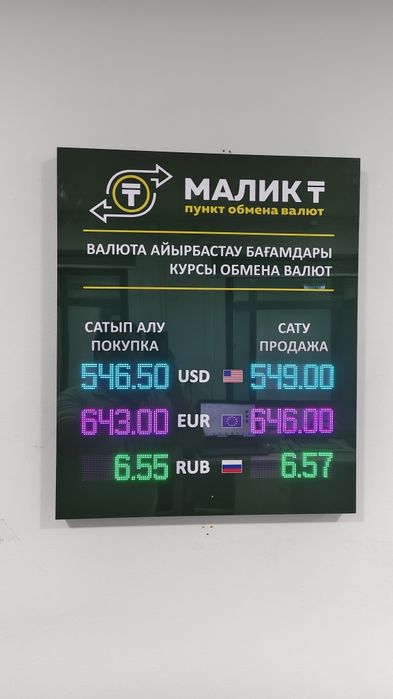 ₸
МАЛИК ₸
пункт обмена валют
ВАЛЮТА АЙЫРБАСТАУ БАҒАМДАРЫ
КУРСЫ ОБМЕНА ВАЛЮТ
САТЫП АЛУ САТУ
ПОКУПКА ПРОДАЖА
546.50 USD 549.00
643.00 EUR 646.00
6.55 RUB 6.57